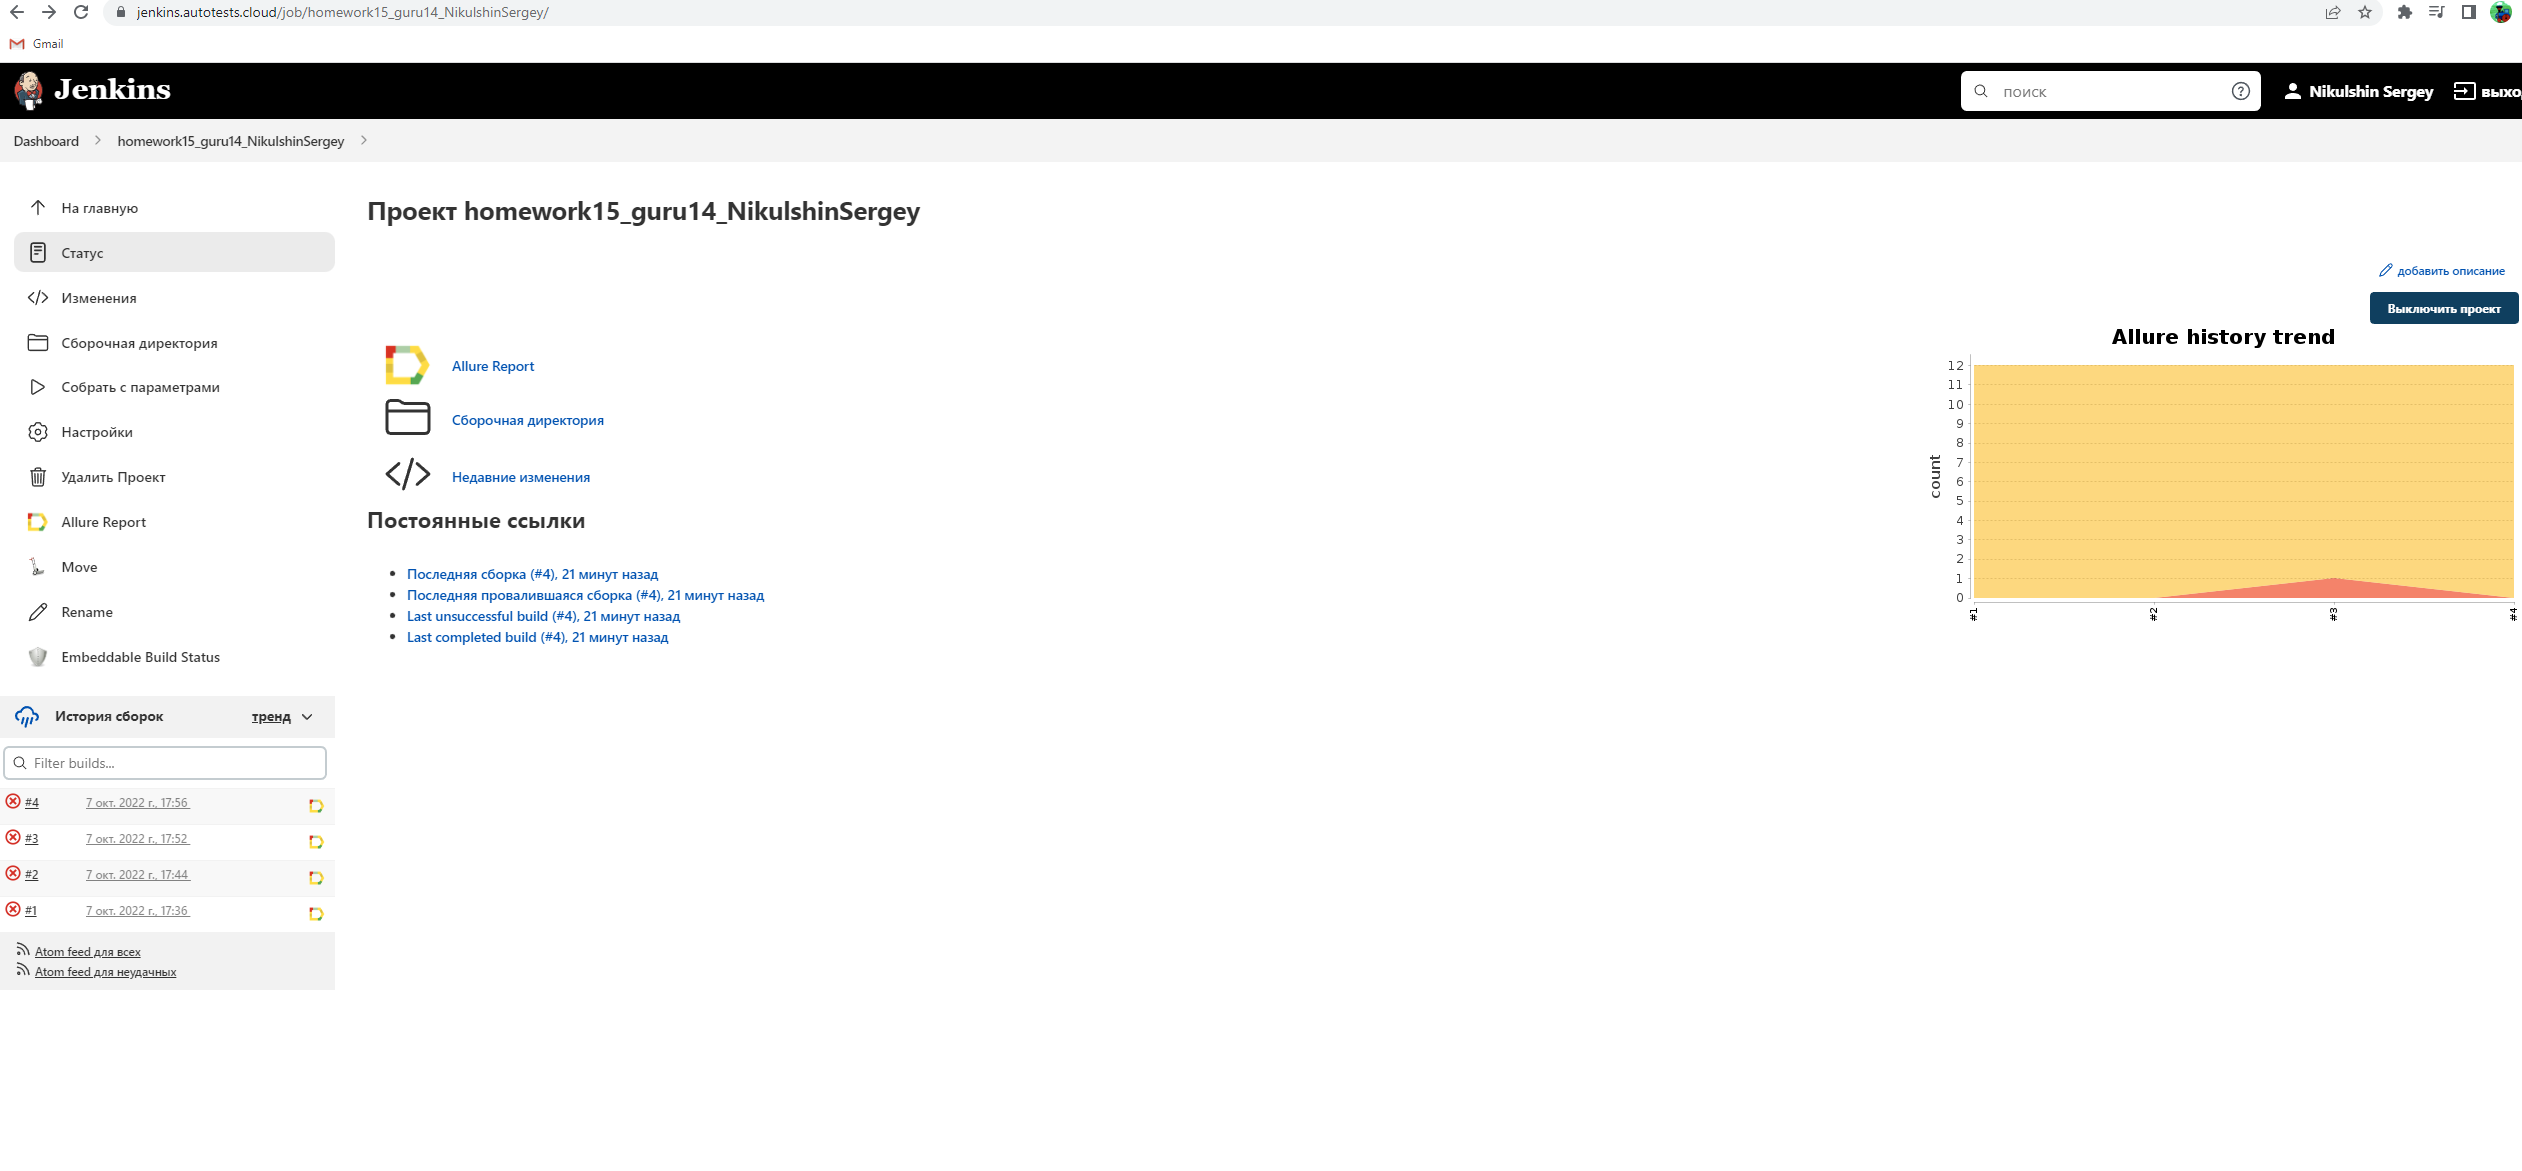 jenkins.autotests.cloud/job/homework15_guru14_NikulshinSergey/
Gmail
Jenkins
поиск
Nikulshin Sergey
Dashboard
homework15_guru14_NikulshinSergey
На главную
Статус
Изменения
Сборочная директория
Собрать с параметрами
Настройки
Удалить Проект
Allure Report
Move
Rename
Embeddable Build Status
История сборок
тренд
Filter builds...
#4 7 окт. 2022 г., 17:56
#3 7 окт. 2022 г., 17:52
#2 7 окт. 2022 г., 17:44
#1 7 окт. 2022 г., 17:36
Atom feed для всех
Atom feed для неудачных
Проект homework15_guru14_NikulshinSergey
добавить описание
Выключить проект
Allure Report
Сборочная директория
Недавние изменения
Постоянные ссылки
Последняя сборка (#4), 21 минут назад
Последняя провалившаяся сборка (#4), 21 минут назад
Last unsuccessful build (#4), 21 минут назад
Last completed build (#4), 21 минут назад
Allure history trend
count
12
11
10
9
8
7
6
5
4
3
2
1
0
#1
#2
#3
#4